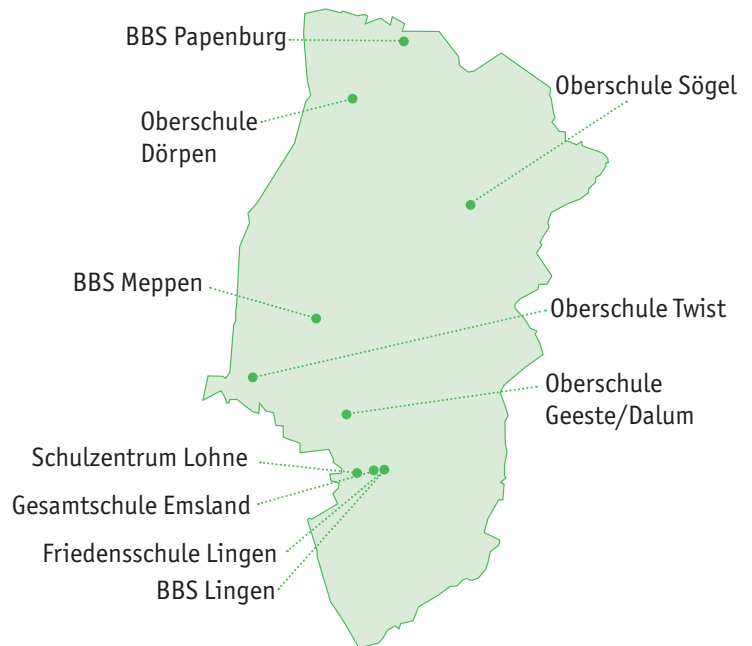 BBS Papenburg
Oberschule Sögel
Oberschule
Dörpen
BBS Meppen
Oberschule Twist
Oberschule
Geeste/Dalum
Schulzentrum Lohne
Gesamtschule Emsland
Friedensschule Lingen
BBS Lingen